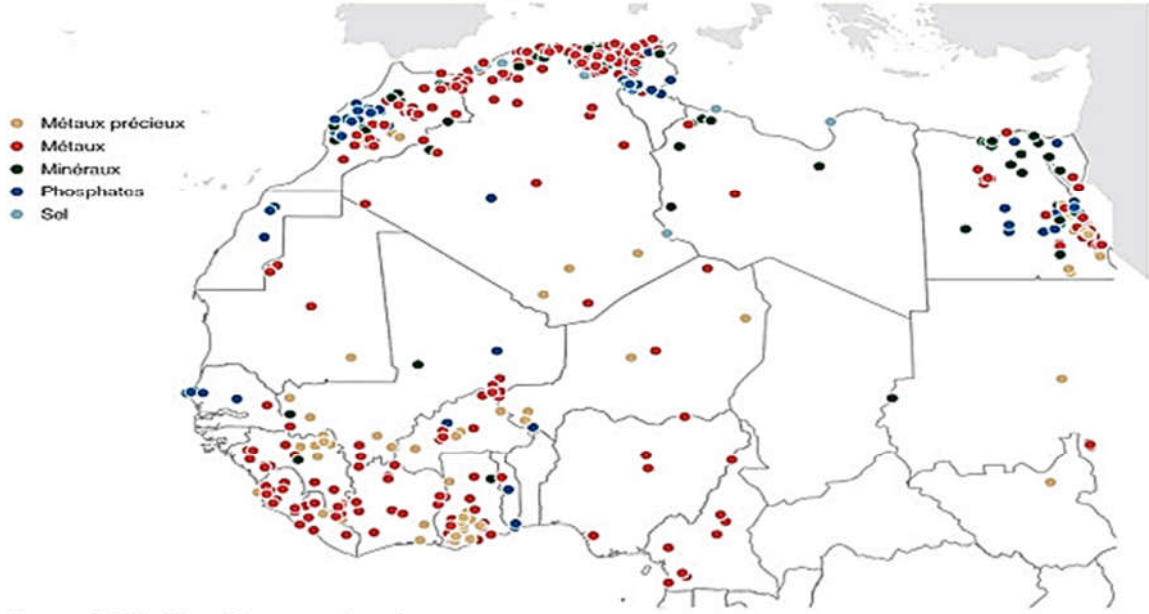 Métaux précieux
Métaux
Minéraux
Phosphates
Sel